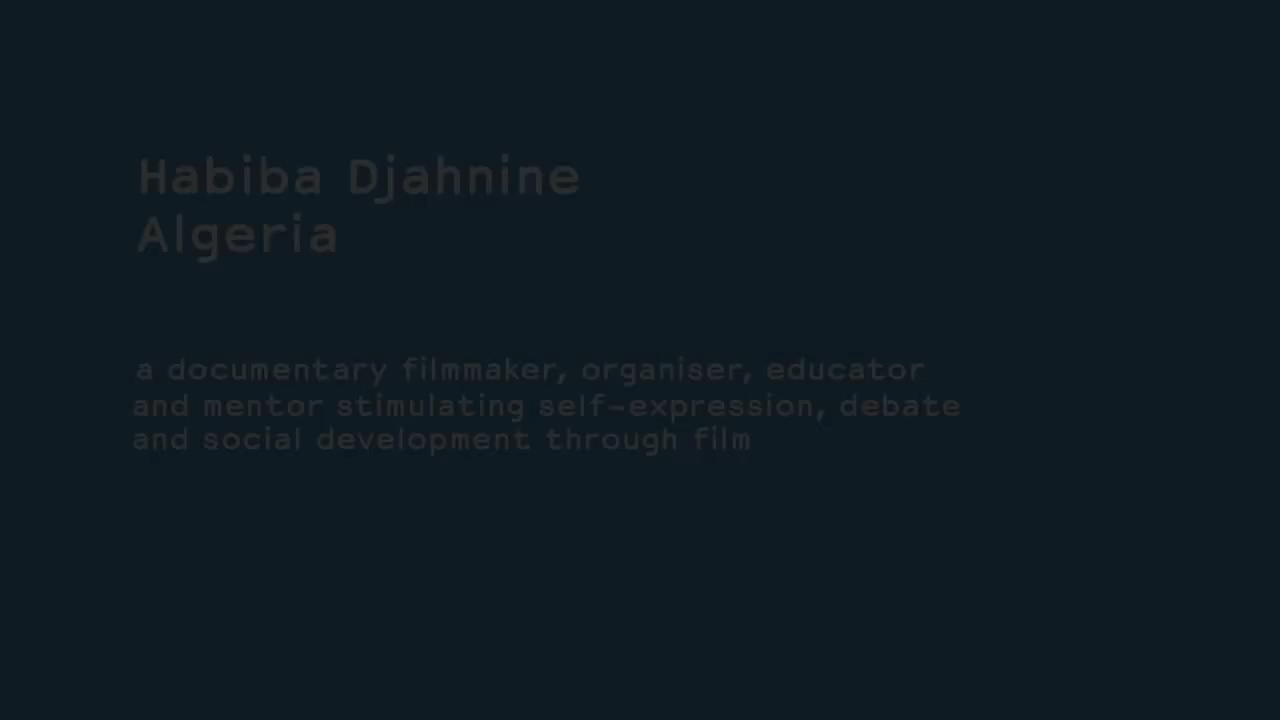 Habiba Djahnine
Algeria
a documentary filmmaker, organiser, educator
and mentor stimulating self-expression, debate
and social development through film